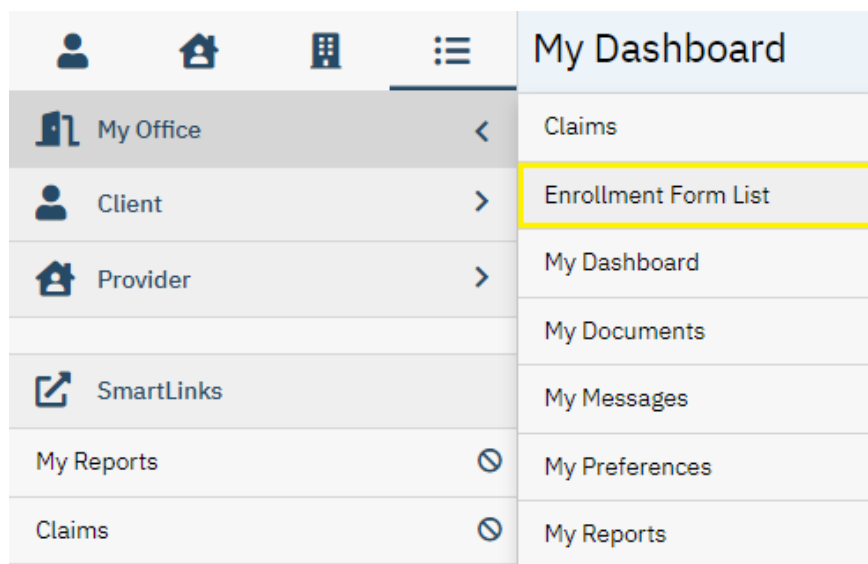 My Office
Client
Provider
SmartLinks
My Reports
Claims
My Dashboard
Claims
Enrollment Form List
My Dashboard
My Documents
My Messages
My Preferences
My Reports